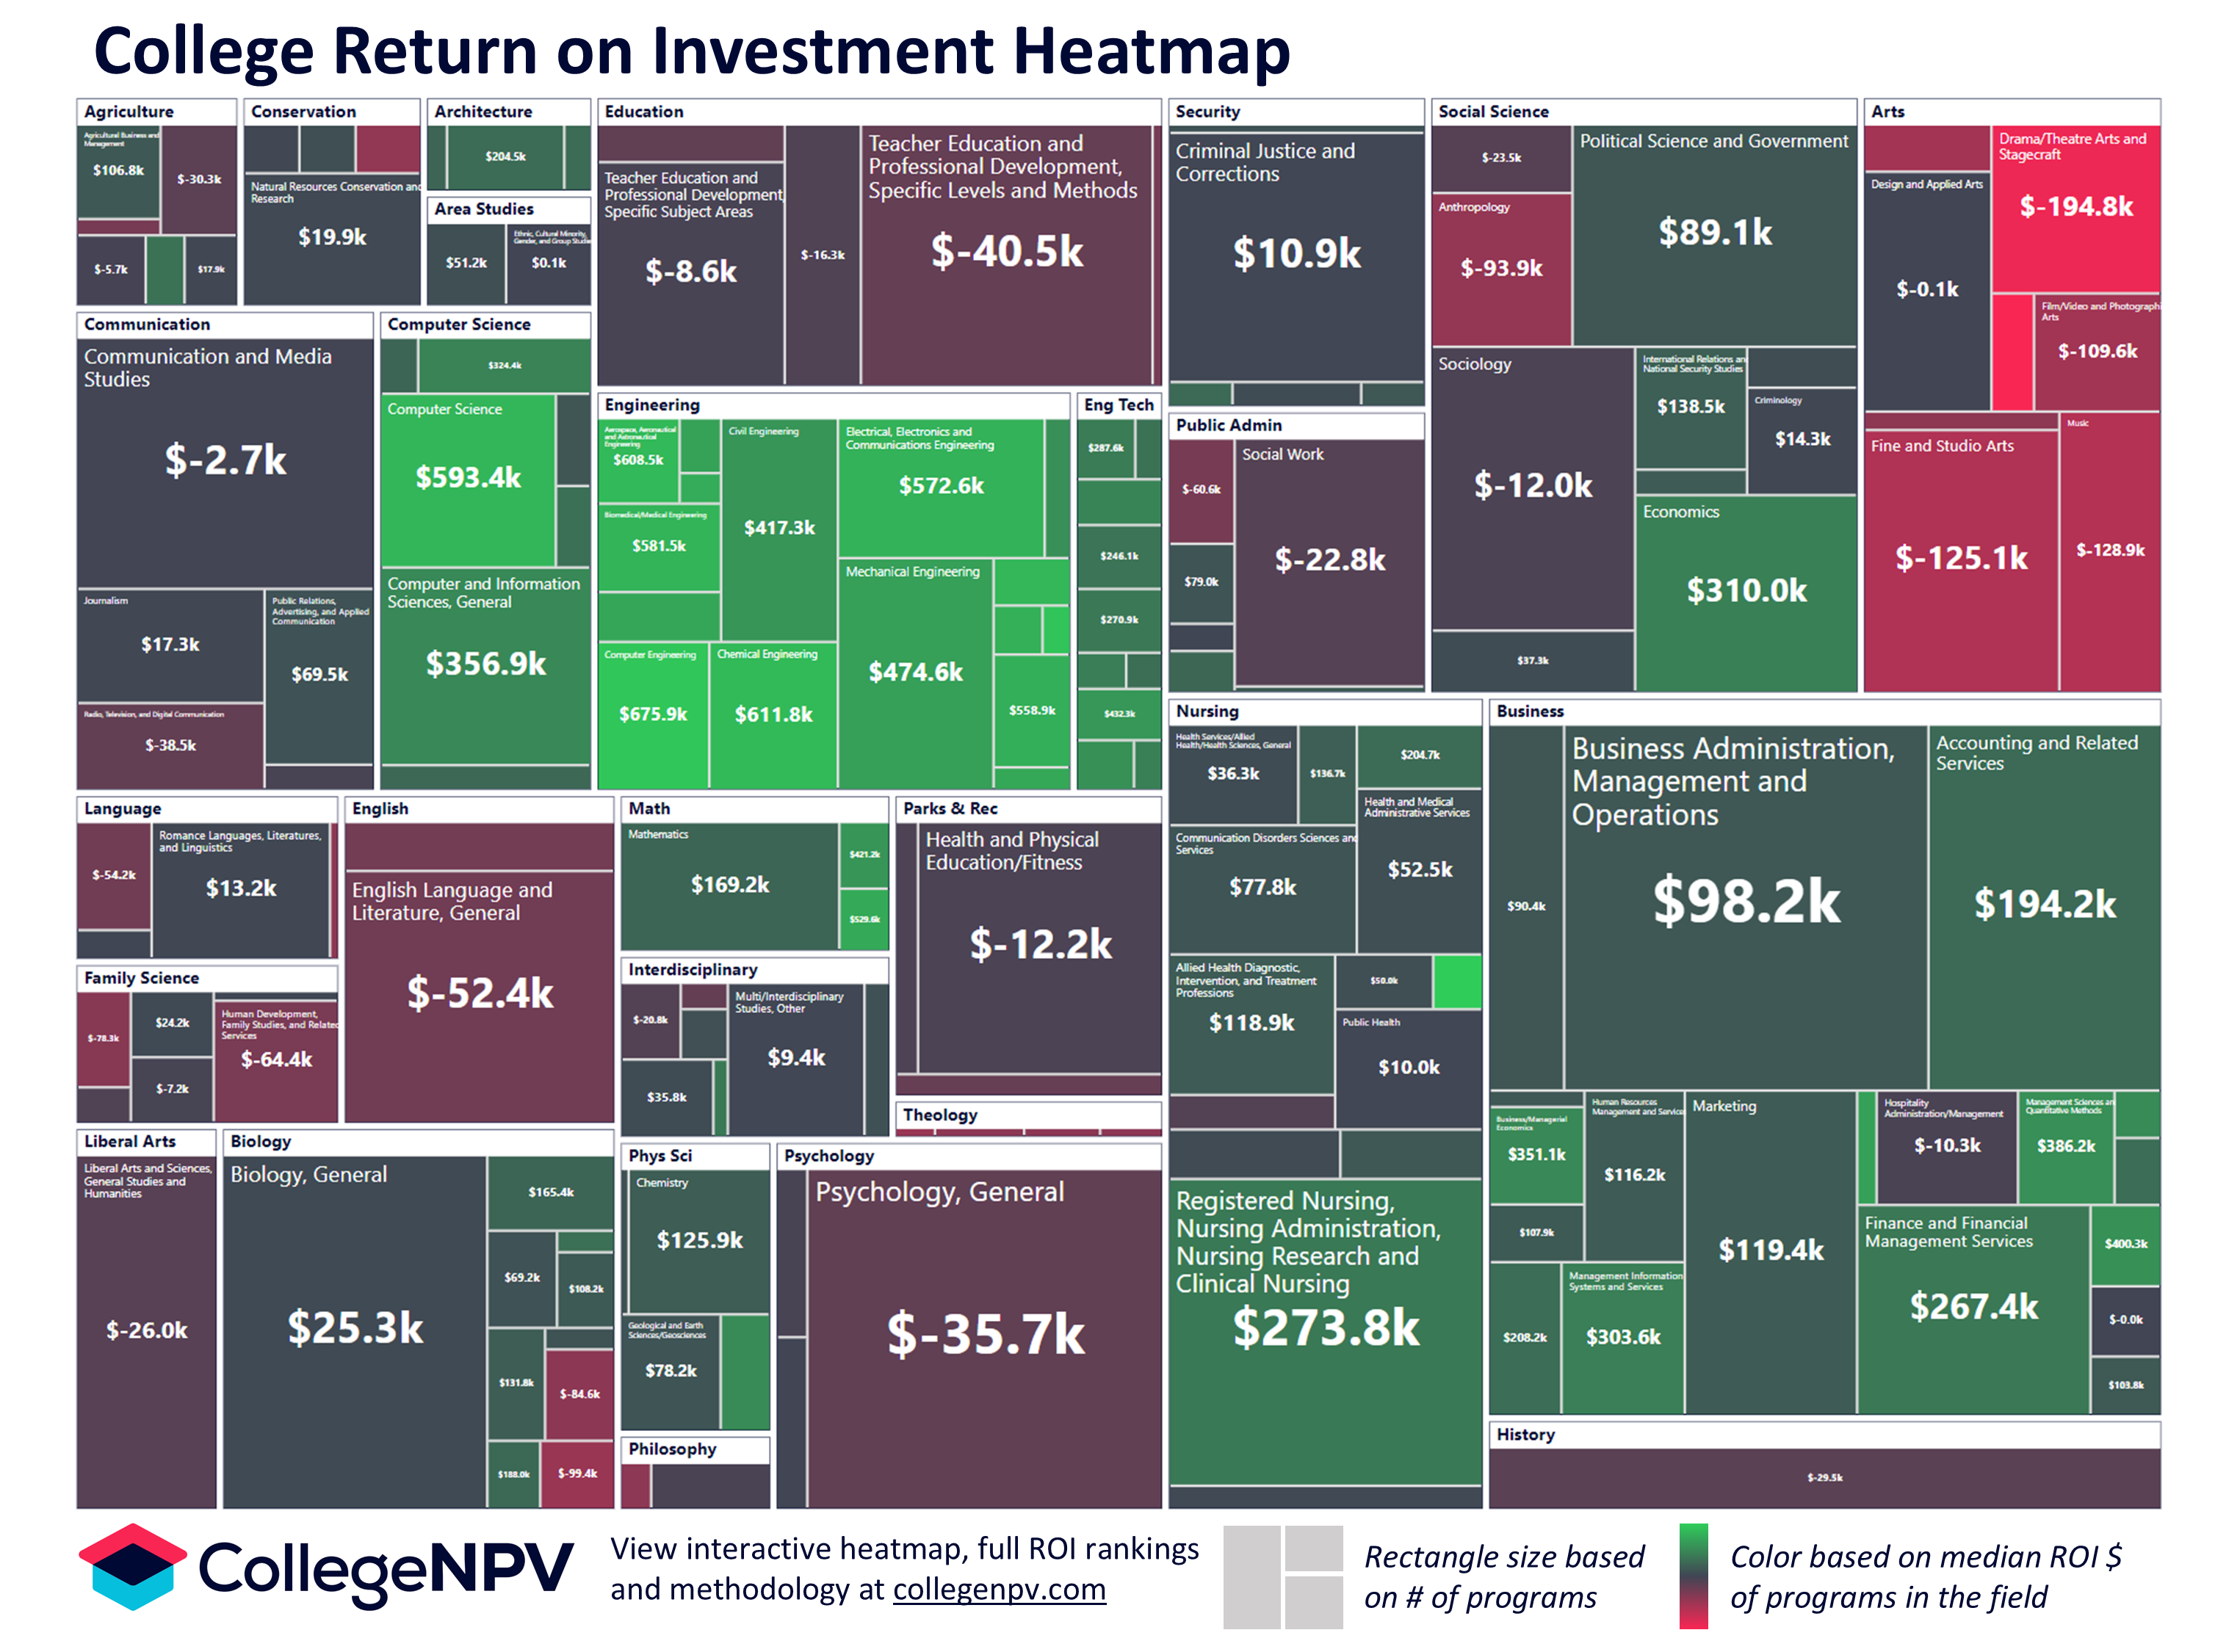 College Return on Investment Heatmap
Agriculture
Agricultural Business and
Management
$106.8k
$-30.3k
$-5.7k
$17.9k
Conservation
Natural Resources Conservation and
Research
$19.9k
Architecture
$204.5k
Area Studies
$51.2k
Ethnic, Cultural Minority,
Gender, and Group Studie
$0.1k
Education
Teacher Education and
Professional Development,
Specific Subject Areas
$-8.6k
$-16.3k
Teacher Education and
Professional Development,
Specific Levels and Methods
$-40.5k
Security
Criminal Justice and
Corrections
$10.9k
Social Science
$-23.5k
Anthropology
$-93.9k
Political Science and Government
$89.1k
Sociology
$-12.0k
$37.3k
International Relations an
National Security Studies
$138.5k
Criminology
$14.3k
Economics
$310.0k
Arts
Design and Applied Arts
$-0.1k
Drama/Theatre Arts and
Stagecraft
$-194.8k
Film/Video and Photographi
Arts
$-109.6k
Fine and Studio Arts
$-125.1k
Music
$-128.9k
Communication
Communication and Media
Studies
$-2.7k
Journalism
$17.3k
Public Relations,
Advertising, and Applied
Communication
$69.5k
Radio, Television, and Digital Communication
$-38.5k
Computer Science
$324.4k
Computer Science
$593.4k
Computer and Information
Sciences, General
$356.9k
Engineering
Aerospace, Aeronautical
and Astronautical
Engineering
$608.5k
Biomedical/Medical Engineering
$581.5k
Civil Engineering
$417.3k
Electrical, Electronics and
Communications Engineering
$572.6k
Computer Engineering
$675.9k
Chemical Engineering
$611.8k
Mechanical Engineering
$474.6k
$558.9k
Eng Tech
$287.6k
$246.1k
$270.9k
$432.3k
Public Admin
$-60.6k
$79.0k
Social Work
$-22.8k
Nursing
Health Services/Allied
Health/Health Sciences, General
$36.3k
$136.7k
$204.7k
Health and Medical
Administrative Services
$52.5k
Communication Disorders Sciences and
Services
$77.8k
Allied Health Diagnostic,
Intervention, and Treatment
Professions
$118.9k
$50.0k
Public Health
$10.0k
Registered Nursing,
Nursing Administration,
Nursing Research and
Clinical Nursing
$273.8k
Business
$90.4k
Business Administration,
Management and
Operations
$98.2k
Accounting and Related
Services
$194.2k
Business/Managerial
Economics
$351.1k
$107.9k
Human Resources
Management and Service
$116.2k
$208.2k
Management Information
Systems and Services
$303.6k
Marketing
$119.4k
Hospitality
Administration/Management
$-10.3k
Management Sciences an
Quantitative Methods
$386.2k
Finance and Financial
Management Services
$267.4k
$400.3k
$-0.0k
$103.8k
Language
$-54.2k
Romance Languages, Literatures,
and Linguistics
$13.2k
English
English Language and
Literature, General
$-52.4k
Math
Mathematics
$169.2k
$421.2k
$529.6k
Parks & Rec
Health and Physical
Education/Fitness
$-12.2k
Family Science
$-78.3k
$24.2k
$-7.2k
Human Development,
Family Studies, and Related
Services
$-64.4k
Interdisciplinary
$-20.8k
$35.8k
Multi/Interdisciplinary
Studies, Other
$9.4k
Theology
Liberal Arts
Liberal Arts and Sciences,
General Studies and
Humanities
$-26.0k
Biology
Biology, General
$25.3k
$165.4k
$69.2k
$108.2k
$131.8k
$-84.6k
$188.0k
$-99.4k
Phys Sci
Chemistry
$125.9k
Geological and Earth
Sciences/Geosciences
$78.2k
Philosophy
Psychology
Psychology, General
$-35.7k
History
$-29.5k
CollegeNPV
View interactive heatmap, full ROI rankings
and methodology at collegenpv.com
Rectangle size based
on # of programs
Color based on median ROI $
of programs in the field